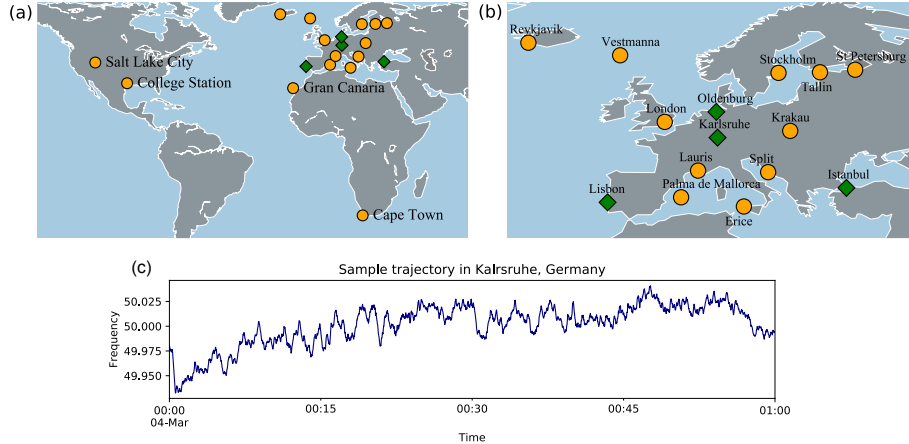 (a)
Salt Lake City
College Station
Gran Canaria
Cape Town
(b)
Reykjavik
Vestmanna
Stockholm
St Petersburg
Tallin
Oldenburg
London
Karlsruhe
Krakau
Lauris
Split
Istanbul
Lisbon
Palma de Mallorca
Erice
(c)
Sample trajectory in Kalrsruhe, Germany
Frequency
50.025
50.000
49.975
49.950
00:00
04-Mar
00:15
00:30
00:45
01:00
Time